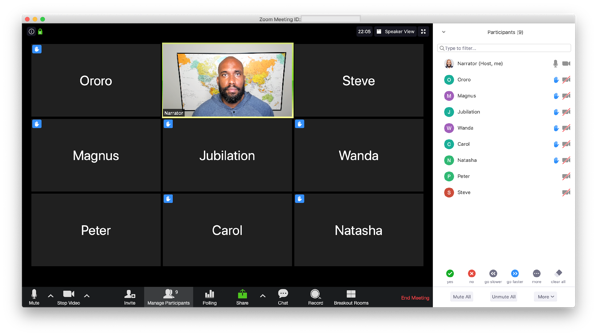 Zoom Meeting ID:
22:05
Speaker View
Ororo
Narrator
Steve
Magnus
Jubilation
Wanda
Peter
Carol
Natasha
Mute
Stop Video
Invite
9
Manage Participants
Polling
Share
Chat
Record
Breakout Rooms
End Meeting
Participants (9)
Type to filter...
Narrator (Host, me)
O Ororo
M Magnus
J Jubilation
W Wanda
C Carol
N Natasha
P Peter
S Steve
yes
no
go slower
go faster
more
clear all
Mute All
Unmute All
More